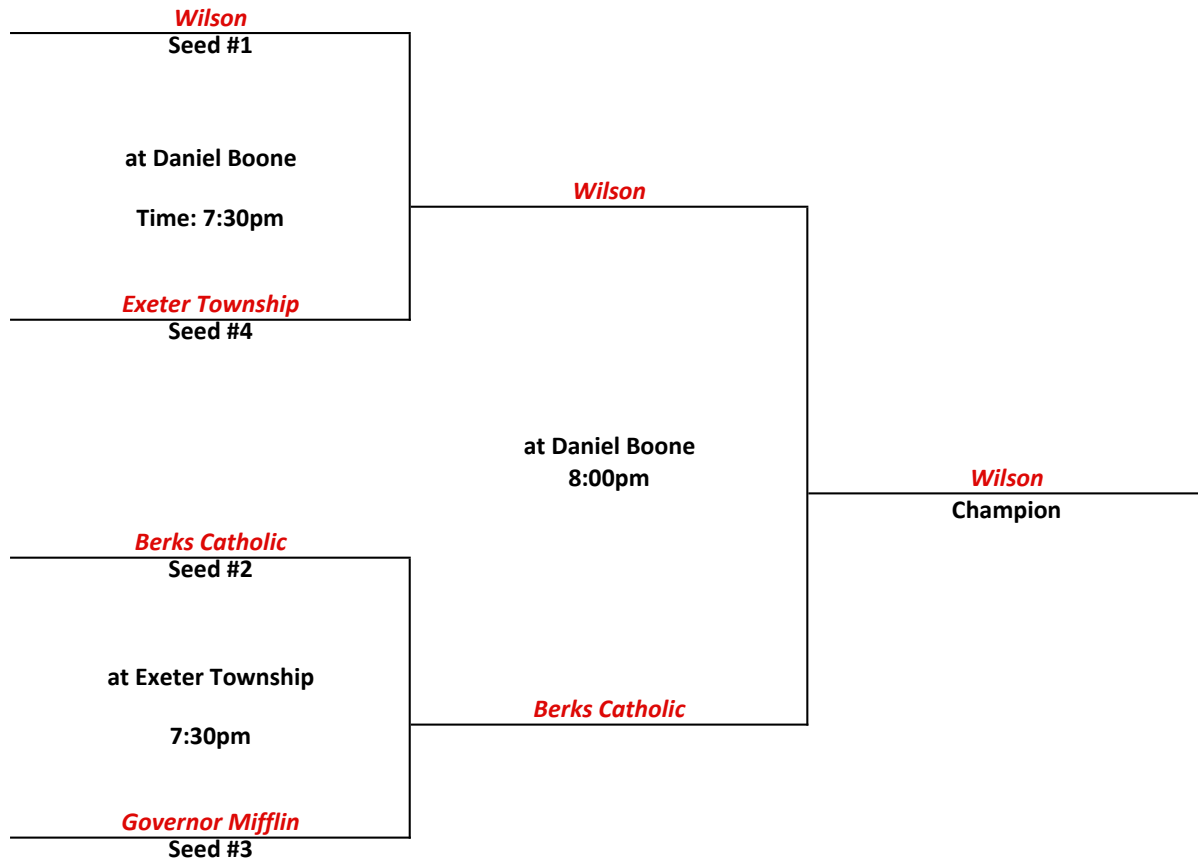 Wilson
Seed #1
at Daniel Boone
Time: 7:30pm
Wilson
Exeter Township
Seed #4
at Daniel Boone
8:00pm
Wilson
Champion
Berks Catholic
Seed #2
at Exeter Township
7:30pm
Berks Catholic
Governor Mifflin
Seed #3